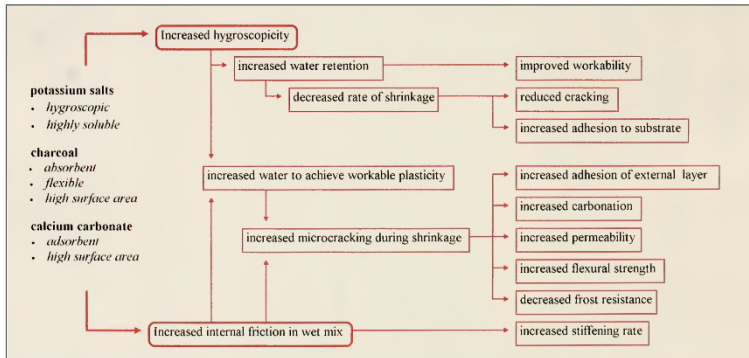 Increased hygroscopicity
increased water retention
improved workability
potassium salts
• hygroscopic
• highly soluble
decreased rate of shrinkage
reduced cracking
increased adhesion to substrate
charcoal
• absorbent
• flexible
• high surface area
increased water to achieve workable plasticity
increased adhesion of external layer
increased carbonation
calcium carbonate
• adsorbent
• high surface area
increased microcracking during shrinkage
increased permeability
increased flexural strength
decreased frost resistance
Increased internal friction in wet mix
increased stiffening rate